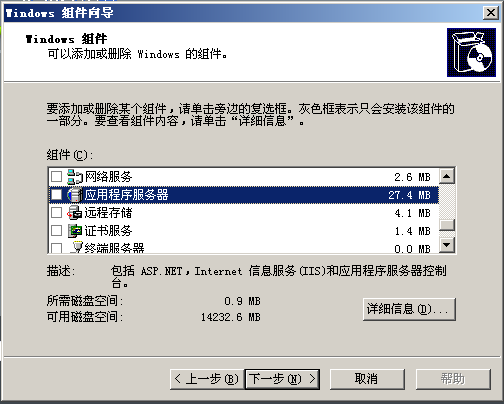 Windows 组件向导
Windows 组件
可以添加或删除 Windows 的组件。
要添加或删除某个组件，请单击旁边的复选框。灰色框表示只会安装该组件的
一部分。要查看组件内容，请单击“详细信息”。
组件(C):
网络服务 2.6 MB
应用程序服务器 27.4 MB
远程存储 4.1 MB
证书服务 1.4 MB
终端服务器 0.0 MB
描述: 包括 ASP.NET，Internet 信息服务(IIS)和应用程序服务器控制
台。
所需磁盘空间: 0.9 MB
可用磁盘空间: 14232.6 MB
详细信息(D)...
< 上一步(B) 下一步(N) > 取消 帮助